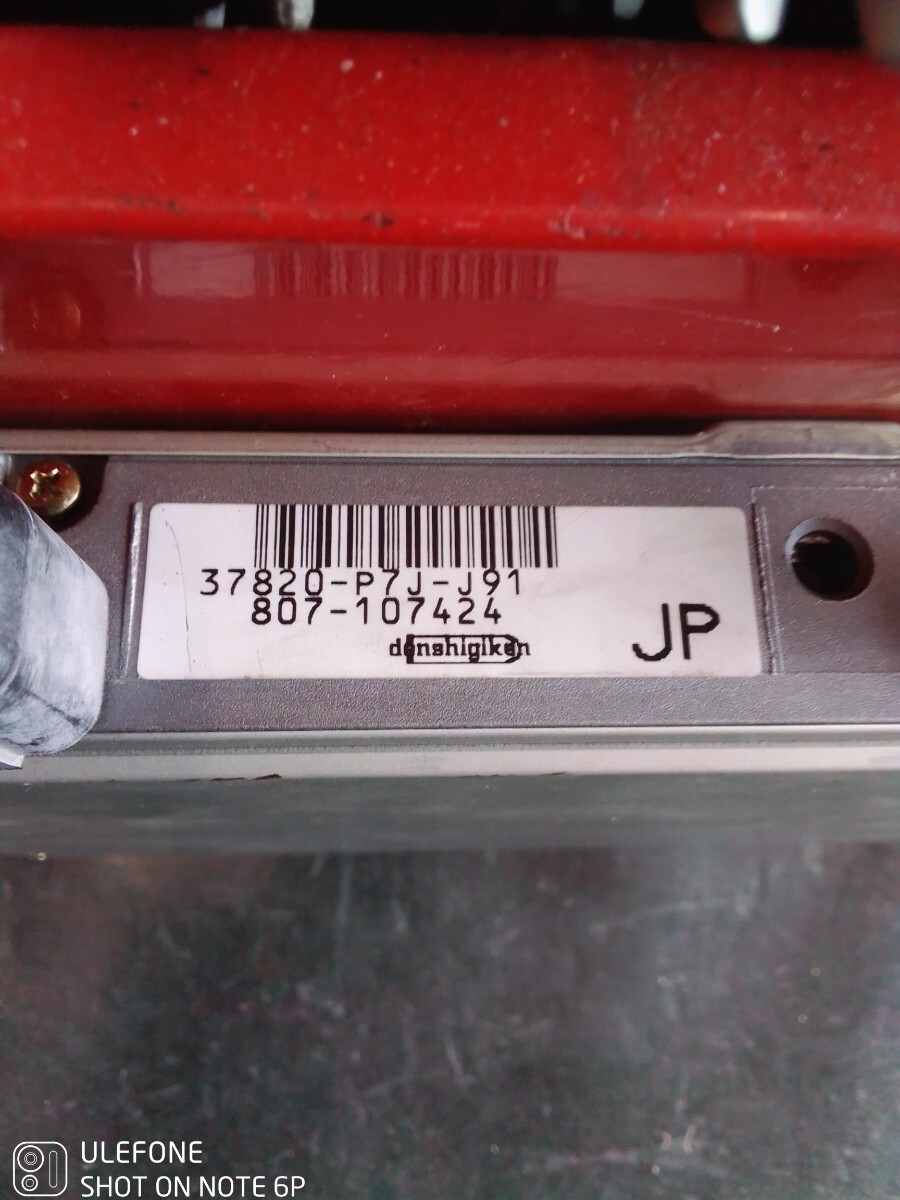 37820-P7J-J91
807-107424
denshigiken
JP
ULEFONE
SHOT ON NOTE 6P